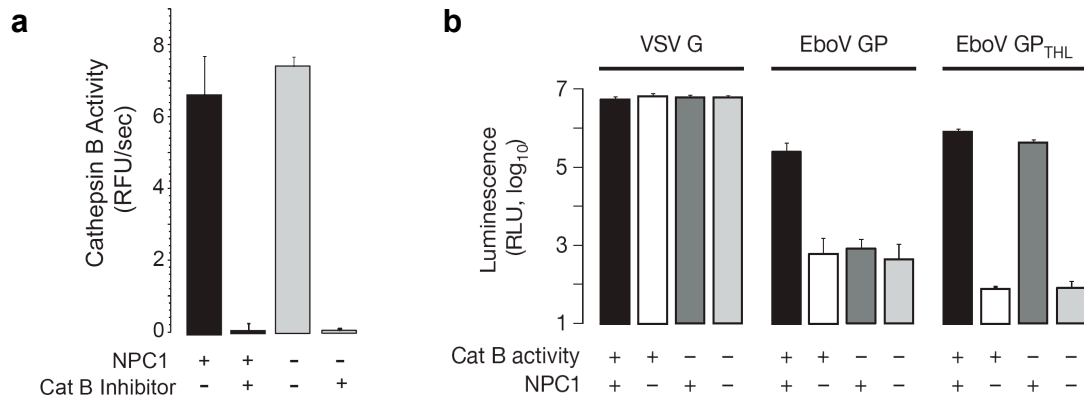 a
Cathepsin B Activity
(RFU/sec)
8
6
4
2
0
NPC1 + + - -
Cat B Inhibitor - + - +
b
VSV G EboV GP EboV GPTHL
Luminescence
(RLU, log10)
7
5
3
1
Cat B activity + + - - + + - - + + - -
NPC1 + - + - + - + - + - + -